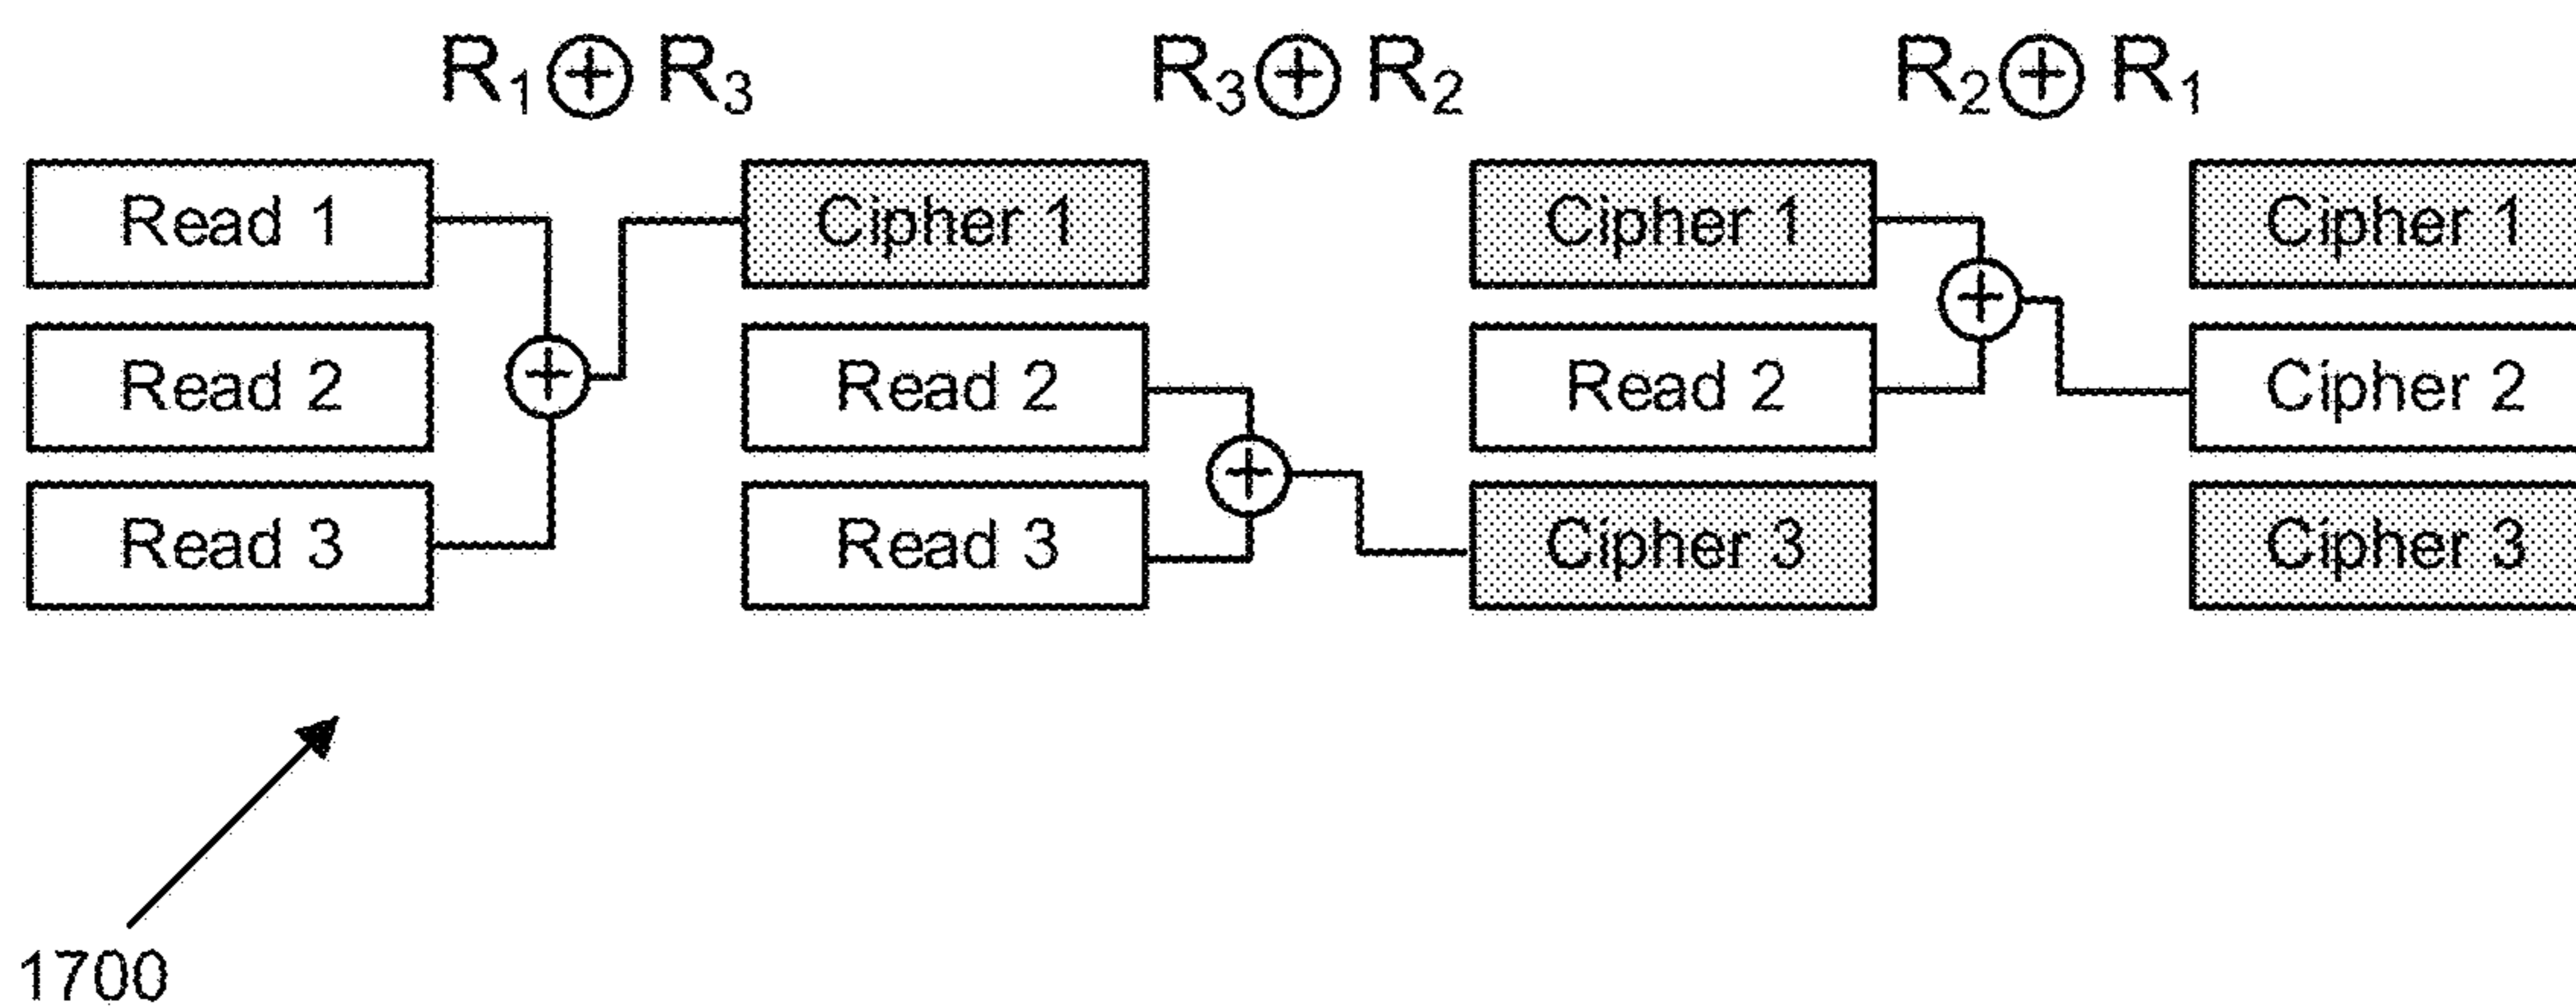 R₁⊕ R₃ R₃⊕ R₂ R₂⊕ R₁
Read 1 Cipher 1 Cipher 1 Cipher 1
Read 2 Read 2 Read 2 Cipher 2
Read 3 Read 3 Cipher 3 Cipher 3
1700